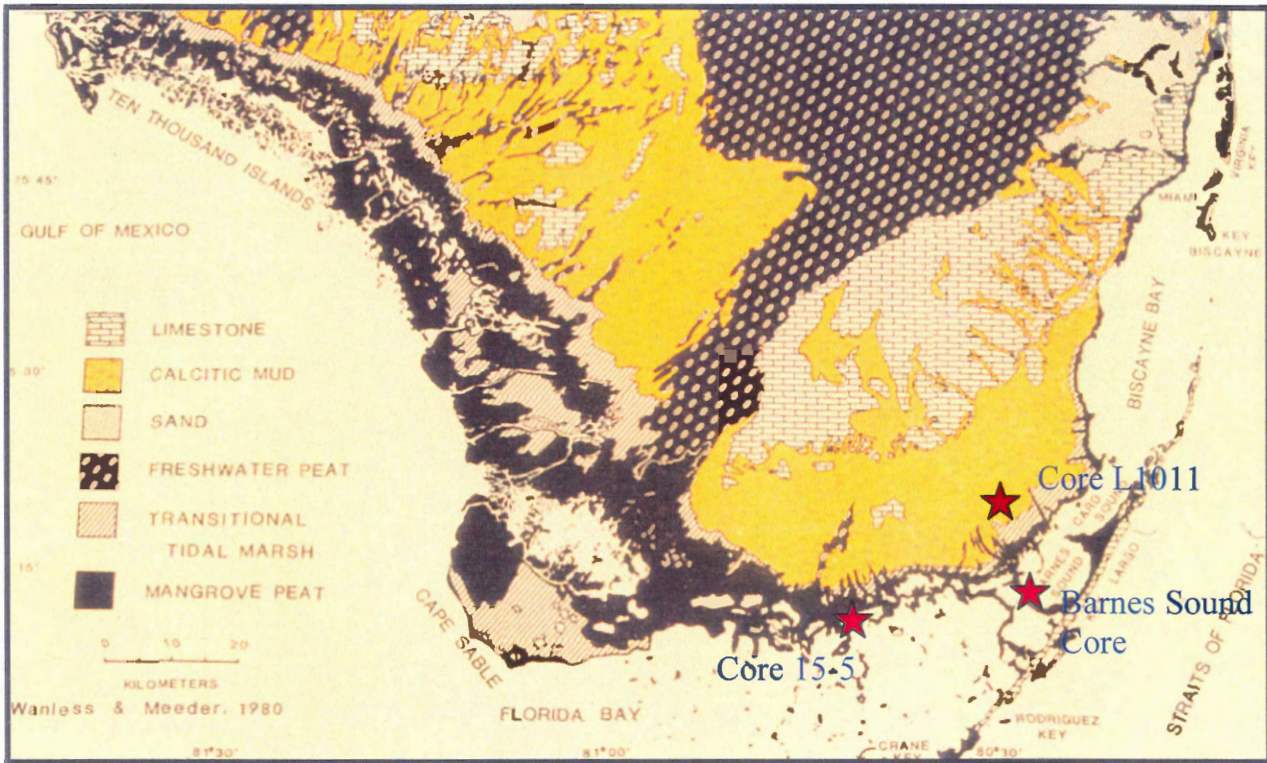 TEN THOUSAND ISLANDS
25 45'
GULF OF MEXICO
VIRGINIA
MIAMI
KEY
BISCAYNE
BISCAYNE BAY
LIMESTONE
CALCITIC MUD
5 30'
SAND
FRESHWATER PEAT
TRANSITIONAL
TIDAL MARSH
15'
MANGROVE PEAT
Core L1011
CARD
SOUND
LARGO
BARNES
SOUND
Barnes Sound
Core
CAPE SABLE
Core 15-5
STRAITS OF FLORIDA
0 10 20
KILOMETERS
Wanless & Meeder, 1980
FLORIDA BAY
RODRIGUEZ
KEY
CRANE
KEY
81°30'
81°00'
80°30'